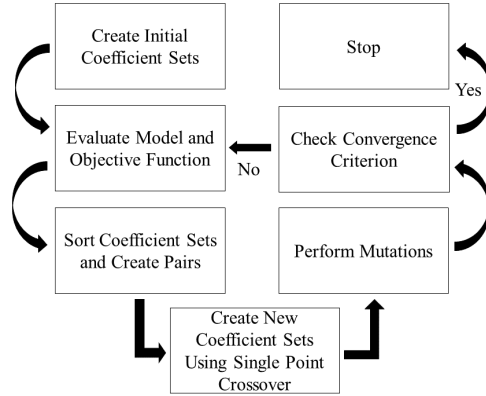 Create Initial
Coefficient Sets
Stop
Yes
Evaluate Model and
Objective Function
No
Check Convergence
Criterion
Sort Coefficient Sets
and Create Pairs
Perform Mutations
Create New
Coefficient Sets
Using Single Point
Crossover